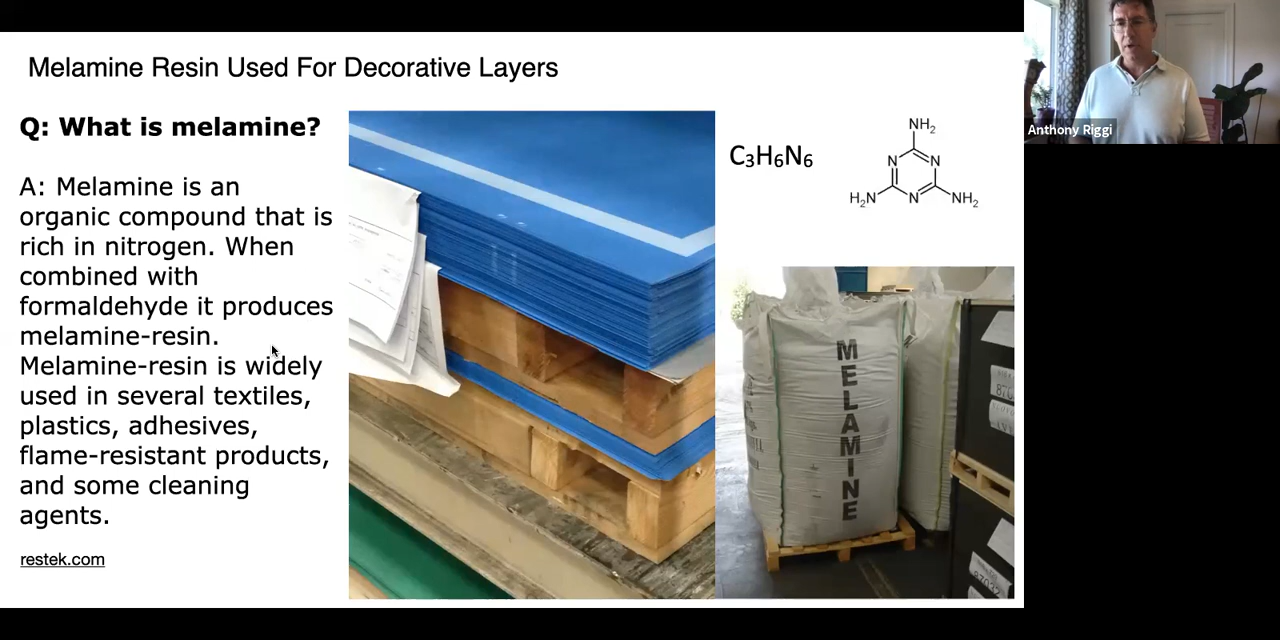 Melamine Resin Used For Decorative Layers
Q: What is melamine?
A: Melamine is an
organic compound that is
rich in nitrogen. When
combined with
formaldehyde it produces
melamine-resin.
Melamine-resin is widely
used in several textiles,
plastics, adhesives,
flame-resistant products,
and some cleaning
agents.
restek.com
C₃H₆N₆
NH₂
N N
H₂N N NH₂
MELAMINE
Anthony Riggi